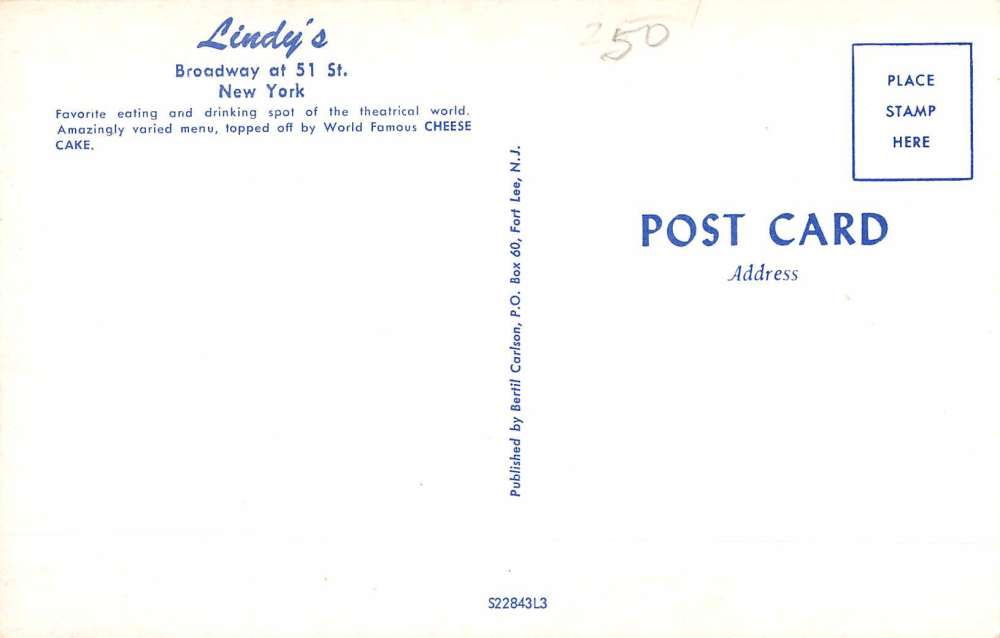 Lindy's
Broadway at 51 St.
New York
Favorite eating and drinking spot of the theatrical world.
Amazingly varied menu, topped off by World Famous CHEESE
CAKE.
250
PLACE
STAMP
HERE
POST CARD
Address
Published by Bertil Carlson, P.O. Box 60, Fort Lee, N.J.
S22843L3